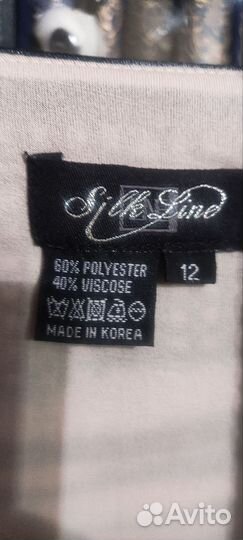 Silk Line
60% POLYESTER
40% VISCOSE
12
MADE IN KOREA
Avito